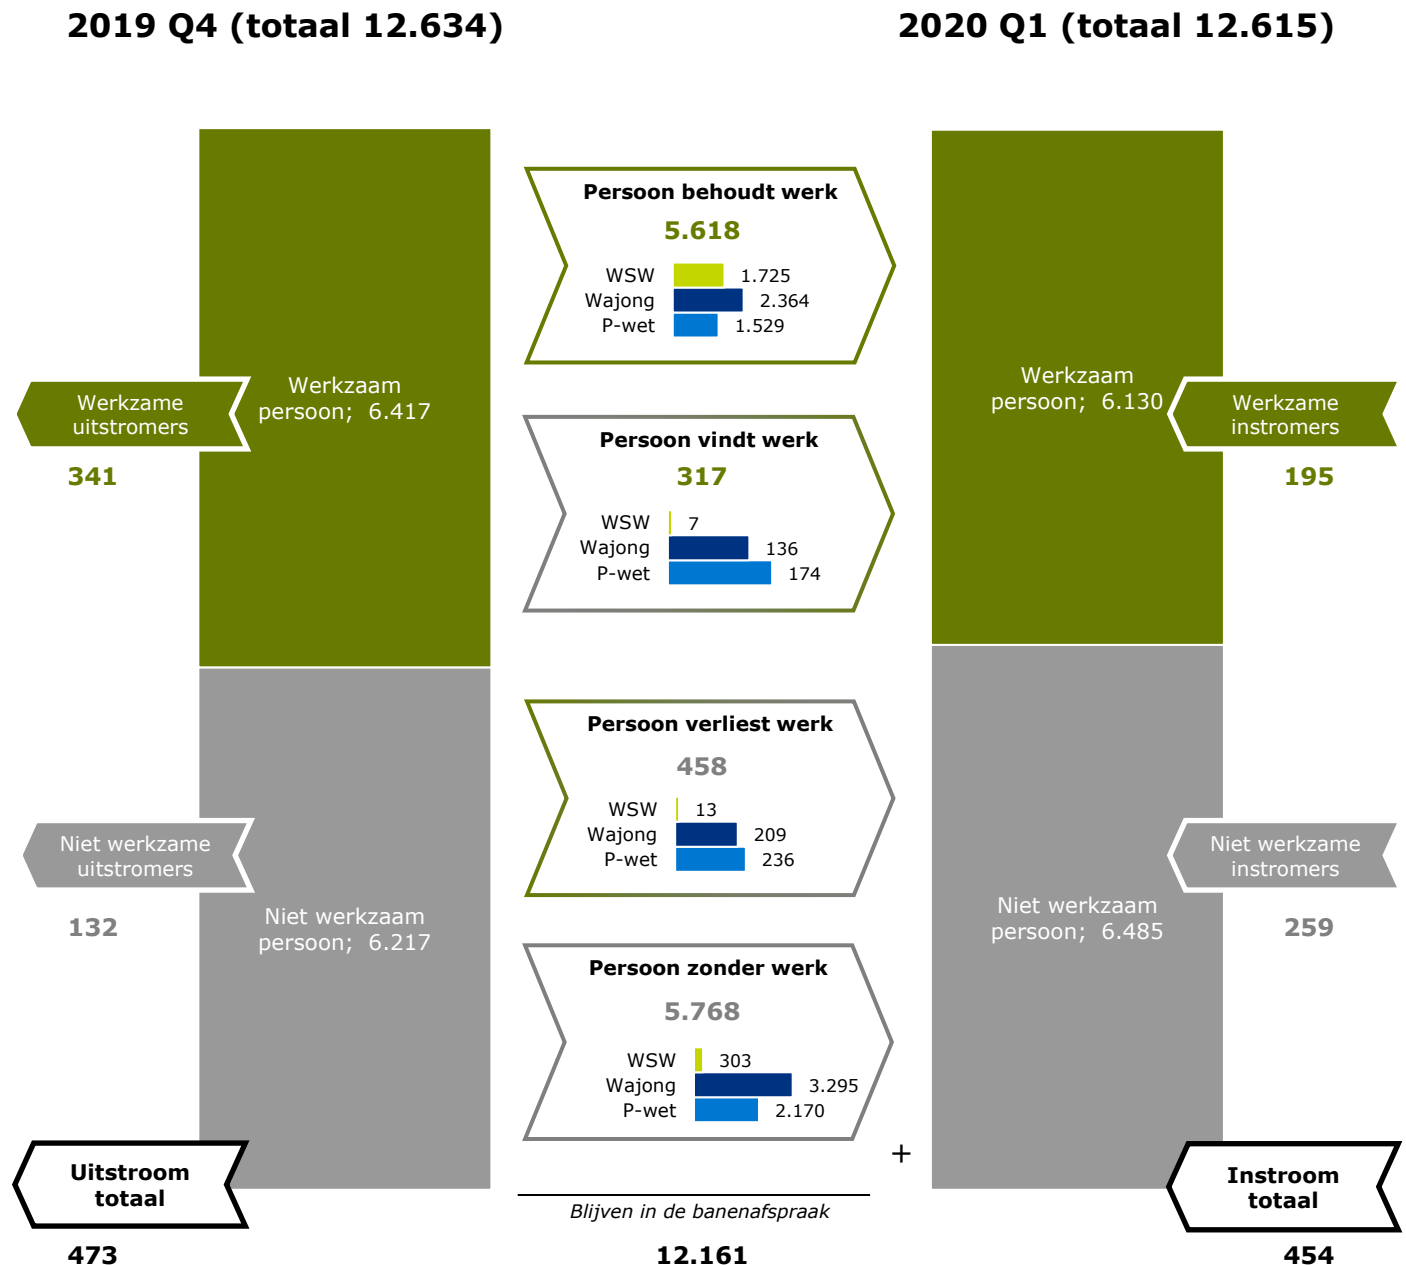 2019 Q4 (totaal 12.634)
2020 Q1 (totaal 12.615)
Werkzame
uitstromers
341
Werkzaam
persoon; 6.417
Niet werkzame
uitstromers
132
Niet werkzaam
persoon; 6.217
Uitstroom
totaal
473
Persoon behoudt werk
5.618
WSW 1.725
Wajong 2.364
P-wet 1.529
Persoon vindt werk
317
WSW 7
Wajong 136
P-wet 174
Persoon verliest werk
458
WSW 13
Wajong 209
P-wet 236
Persoon zonder werk
5.768
WSW 303
Wajong 3.295
P-wet 2.170
+
Blijven in de banenafspraak
12.161
Werkzaam
persoon; 6.130
Werkzame
instromers
195
Niet werkzaam
persoon; 6.485
Niet werkzame
instromers
259
Instroom
totaal
454